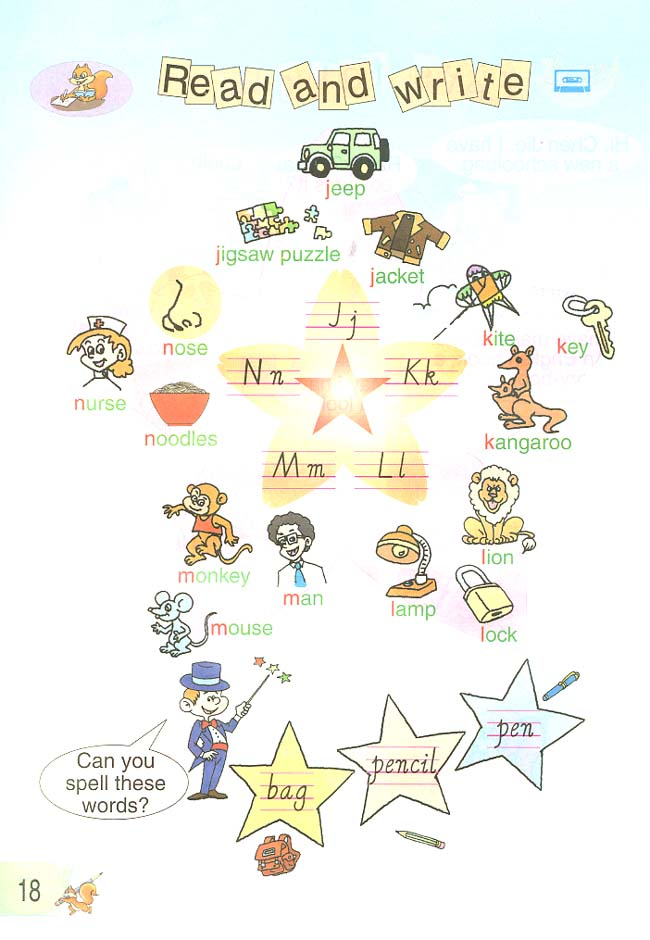 Read and write
jeep
jigsaw puzzle
jacket
Jj
kite
key
nose
Nn
Kk
nurse
noodles
kangaroo
Mm
Ll
monkey
man
lamp
lion
mouse
lock
Can you
spell these
words?
bag
pencil
pen
18